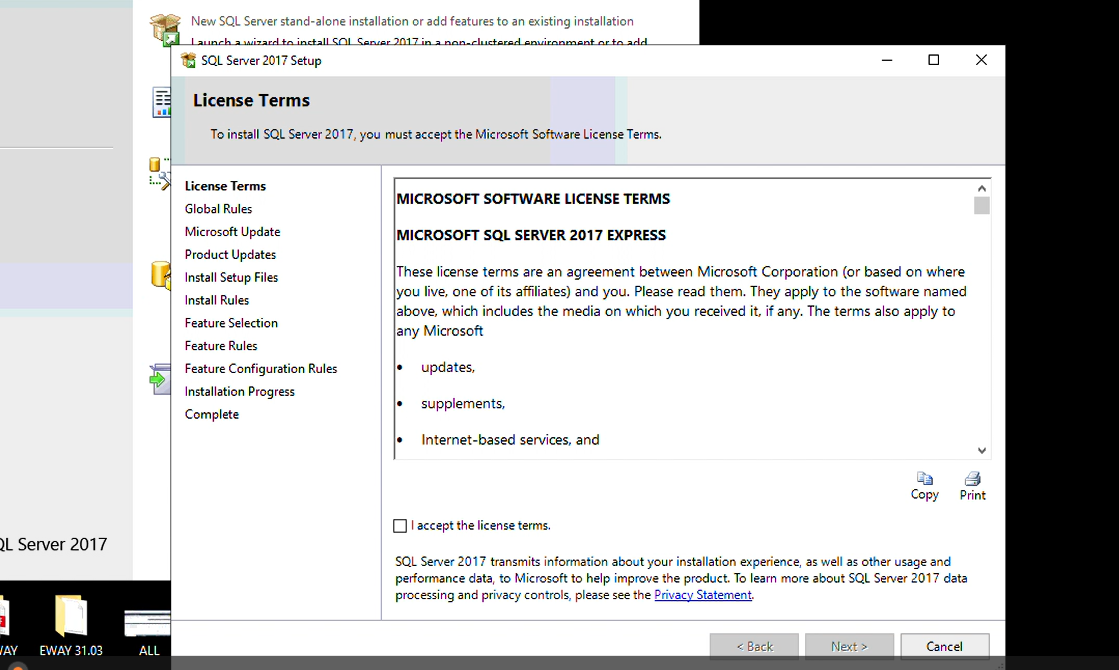 New SQL Server stand-alone installation or add features to an existing installation
Launch a wizard to install SQL Server 2017 in a non-clustered environment or to add
SQL Server 2017 Setup
License Terms
To install SQL Server 2017, you must accept the Microsoft Software License Terms.
License Terms
Global Rules
Microsoft Update
Product Updates
Install Setup Files
Install Rules
Feature Selection
Feature Rules
Feature Configuration Rules
Installation Progress
Complete
MICROSOFT SOFTWARE LICENSE TERMS
MICROSOFT SQL SERVER 2017 EXPRESS
These license terms are an agreement between Microsoft Corporation (or based on where
you live, one of its affiliates) and you. Please read them. They apply to the software named
above, which includes the media on which you received it, if any. The terms also apply to
any Microsoft
• updates,
• supplements,
• Internet-based services, and
Copy
Print
I accept the license terms.
SQL Server 2017 transmits information about your installation experience, as well as other usage and
performance data, to Microsoft to help improve the product. To learn more about SQL Server 2017 data
processing and privacy controls, please see the Privacy Statement.
< Back
Next >
Cancel
QL Server 2017
WAY
EWAY 31.03
ALL